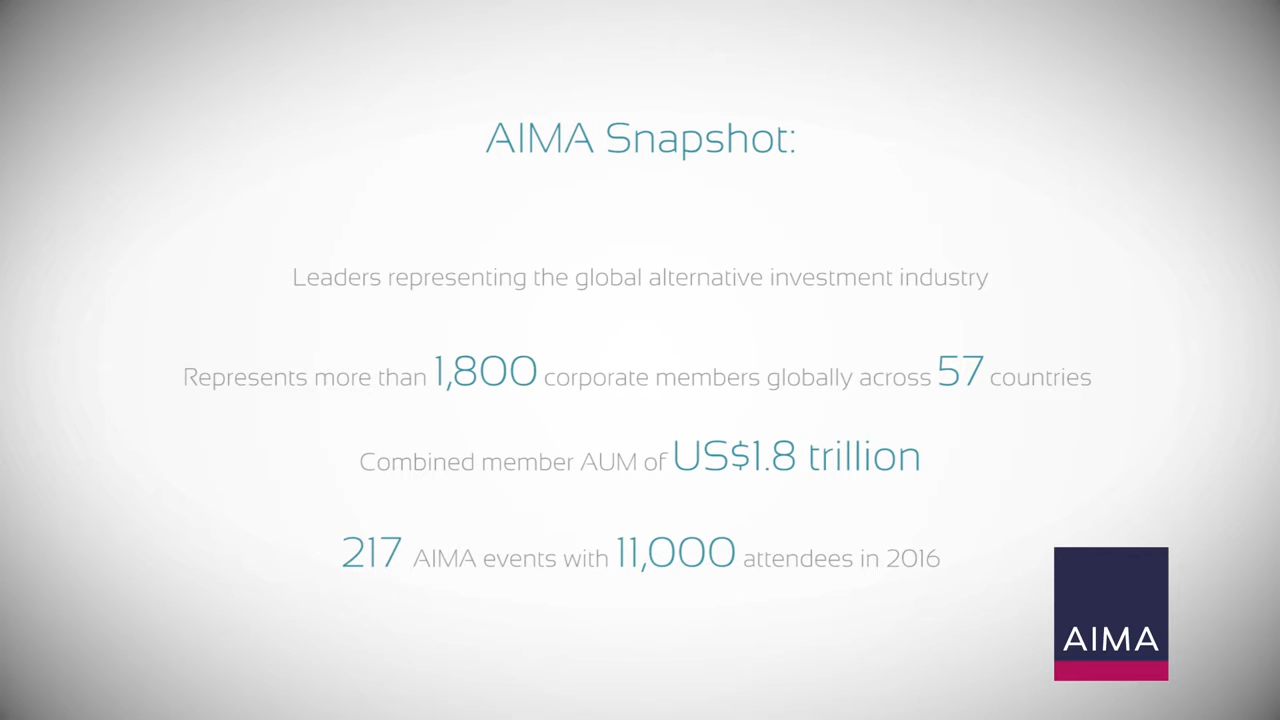 AIMA Snapshot:
Leaders representing the global alternative investment industry
Represents more than 1,800 corporate members globally across 57 countries
Combined member AUM of US$1.8 trillion
217 AIMA events with 11,000 attendees in 2016
AIMA